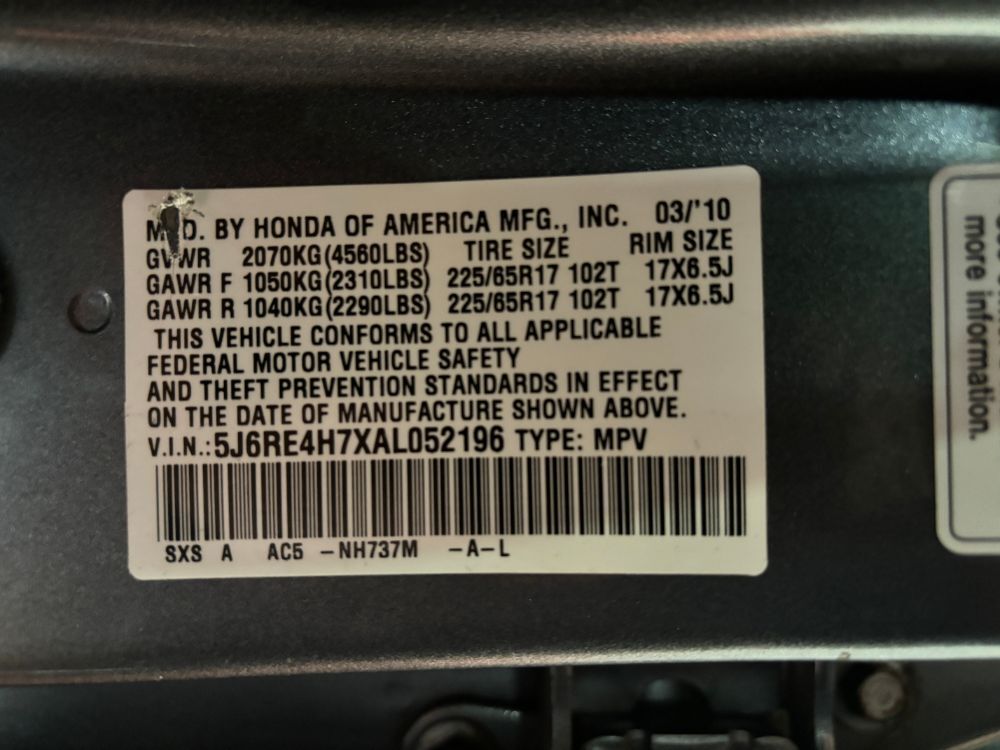 MFD. BY HONDA OF AMERICA MFG., INC. 03/'10
GVWR 2070KG(4560LBS) TIRE SIZE RIM SIZE
GAWR F 1050KG(2310LBS) 225/65R17 102T 17X6.5J
GAWR R 1040KG(2290LBS) 225/65R17 102T 17X6.5J
THIS VEHICLE CONFORMS TO ALL APPLICABLE
FEDERAL MOTOR VEHICLE SAFETY
AND THEFT PREVENTION STANDARDS IN EFFECT
ON THE DATE OF MANUFACTURE SHOWN ABOVE.
V.I.N.:5J6RE4H7XAL052196 TYPE: MPV
SXS A AC5 -NH737M -A-L
more information.